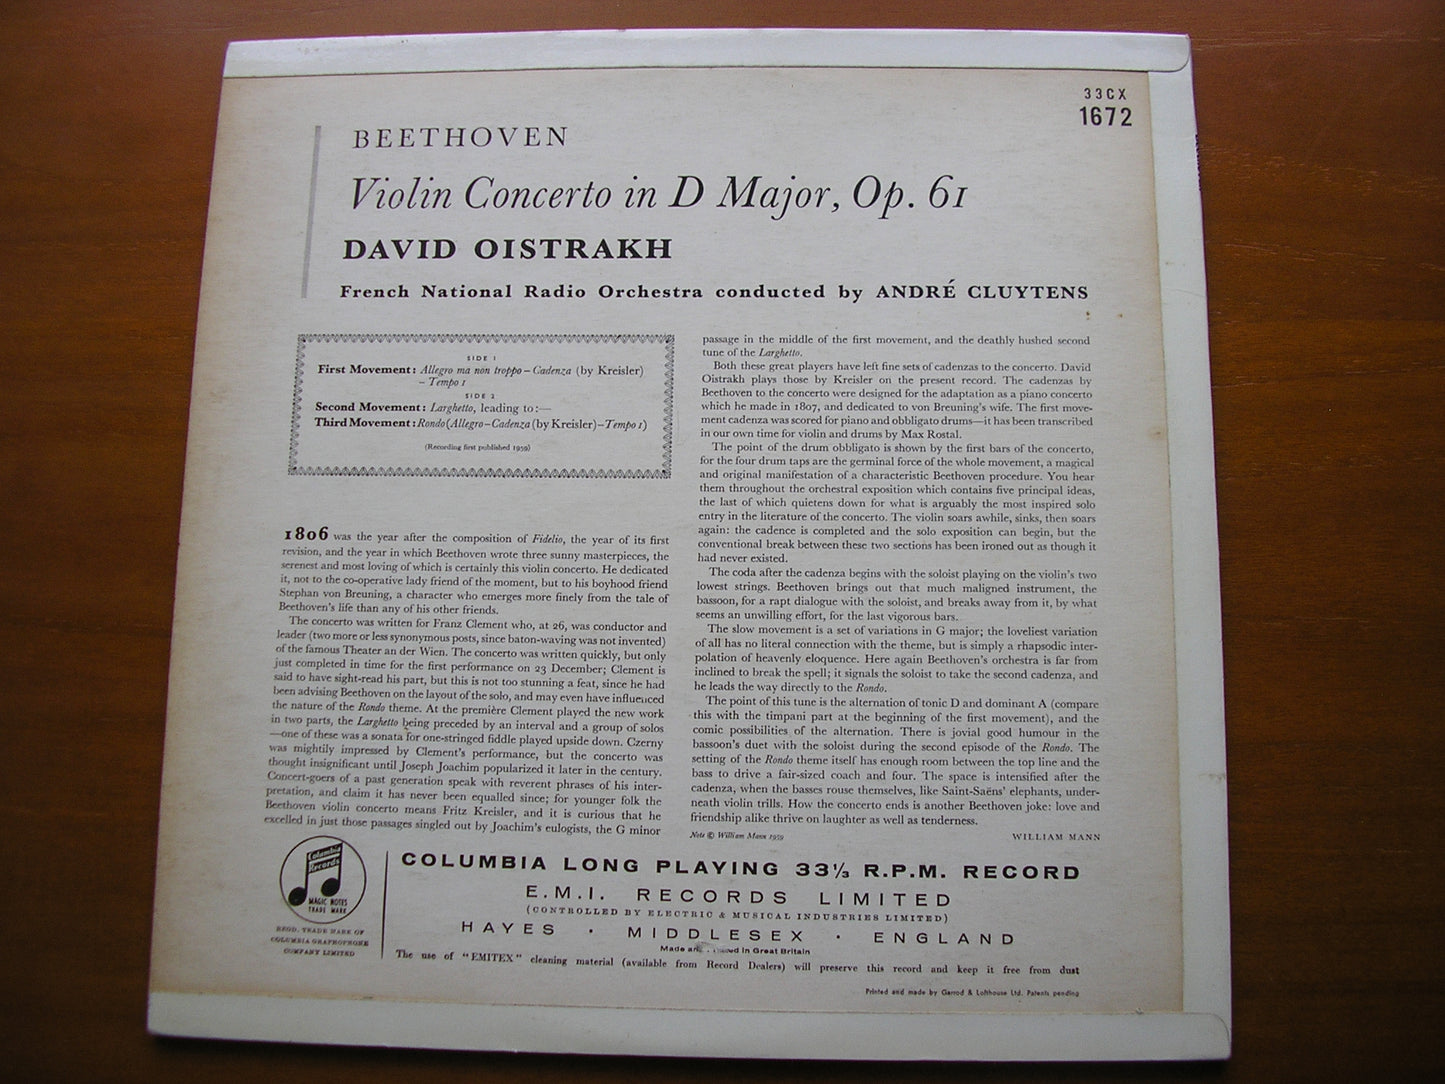 33CX
1672
BEETHOVEN
Violin Concerto in D Major, Op. 61
DAVID OISTRAKH
French National Radio Orchestra conducted by ANDRÉ CLUYTENS
SIDE 1
First Movement: Allegro ma non troppo – Cadenza (by Kreisler)
– Tempo 1
SIDE 2
Second Movement: Larghetto, leading to:—
Third Movement: Rondo (Allegro – Cadenza (by Kreisler) – Tempo 1)
(Recording first published 1959)
1806 was the year after the composition of Fidelio, the year of its first
revision, and the year in which Beethoven wrote three sunny masterpieces, the
serenest and most loving of which is certainly this violin concerto. He dedicated
it, not to the co-operative lady friend of the moment, but to his boyhood friend
Stephan von Breuning, a character who emerges more finely from the tale of
Beethoven's life than any of his other friends.
The concerto was written for Franz Clement who, at 26, was conductor and
leader (two more or less synonymous posts, since baton-waving was not invented)
of the famous Theater an der Wien. The concerto was written quickly, but only
just completed in time for the first performance on 23 December; Clement is
said to have sight-read his part, but this is not too stunning a feat, since he had
been advising Beethoven on the layout of the solo, and may even have influenced
the nature of the Rondo theme. At the première Clement played the new work
in two parts, the Larghetto being preceded by an interval and a group of solos
—one of these was a sonata for one-stringed fiddle played upside down. Czerny
was mightily impressed by Clement's performance, but the concerto was
thought insignificant until Joseph Joachim popularized it later in the century.
Concert-goers of a past generation speak with reverent phrases of his inter-
pretation, and claim it has never been equalled since; for younger folk the
Beethoven violin concerto means Fritz Kreisler, and it is curious that he
excelled in just those passages singled out by Joachim's eulogists, the G minor
passage in the middle of the first movement, and the deathly hushed second
tune of the Larghetto.
Both these great players have left fine sets of cadenzas to the concerto. David
Oistrakh plays those by Kreisler on the present record. The cadenzas by
Beethoven to the concerto were designed for the adaptation as a piano concerto
which he made in 1807, and dedicated to von Breuning's wife. The first move-
ment cadenza was scored for piano and obbligato drums—it has been transcribed
in our own time for violin and drums by Max Rostal.
The point of the drum obbligato is shown by the first bars of the concerto,
for the four drum taps are the germinal force of the whole movement, a magical
and original manifestation of a characteristic Beethoven procedure. You hear
them throughout the orchestral exposition which contains five principal ideas,
the last of which quietens down for what is arguably the most inspired solo
entry in the literature of the concerto. The violin soars awhile, sinks, then soars
again: the cadence is completed and the solo exposition can begin, but the
conventional break between these two sections has been ironed out as though it
had never existed.
The coda after the cadenza begins with the soloist playing on the violin's two
lowest strings. Beethoven brings out that much maligned instrument, the
bassoon, for a rapt dialogue with the soloist, and breaks away from it, by what
seems an unwilling effort, for the last vigorous bars.
The slow movement is a set of variations in G major; the loveliest variation
of all has no literal connection with the theme, but is simply a rhapsodic inter-
polation of heavenly eloquence. Here again Beethoven's orchestra is far from
inclined to break the spell; it signals the soloist to take the second cadenza, and
he leads the way directly to the Rondo.
The point of this tune is the alternation of tonic D and dominant A (compare
this with the timpani part at the beginning of the first movement), and the
comic possibilities of the alternation. There is jovial good humour in the
bassoon's duet with the soloist during the second episode of the Rondo. The
setting of the Rondo theme itself has enough room between the top line and the
bass to drive a fair-sized coach and four. The space is intensified after the
cadenza, when the basses rouse themselves, like Saint-Saëns' elephants, under-
neath violin trills. How the concerto ends is another Beethoven joke: love and
friendship alike thrive on laughter as well as tenderness.
Note © William Mann 1959 WILLIAM MANN
Columbia
Records
MAGIC NOTES
TRADE MARK
REGD. TRADE MARK OF
COLUMBIA GRAPHOPHONE
COMPANY LIMITED
COLUMBIA LONG PLAYING 33⅓ R.P.M. RECORD
E.M.I. RECORDS LIMITED
(CONTROLLED BY ELECTRIC & MUSICAL INDUSTRIES LIMITED)
HAYES · MIDDLESEX · ENGLAND
Made in Great Britain
The use of "EMITEX" cleaning material (available from Record Dealers) will preserve this record and keep it free from dust
Printed and made by Garrod & Lofthouse Ltd. Patents pending